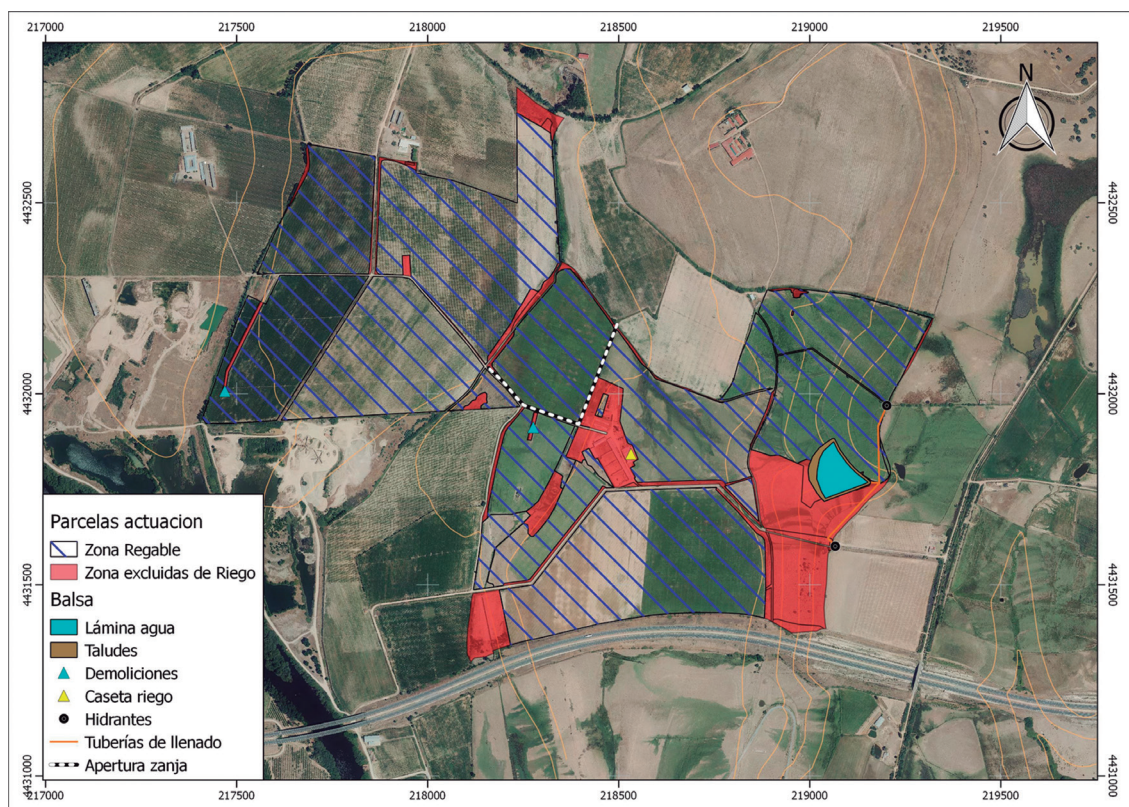 217000 217500 218000 218500 219000 219500
N
4432500
4432500
4432000
4432000
4431500
4431500
4431000
4431000
Parcelas actuacion
Zona Regable
Zona excluidas de Riego
Balsa
Lámina agua
Taludes
Demoliciones
Caseta riego
Hidrantes
Tuberías de llenado
Apertura zanja
217000 217500 218000 218500 219000 219500